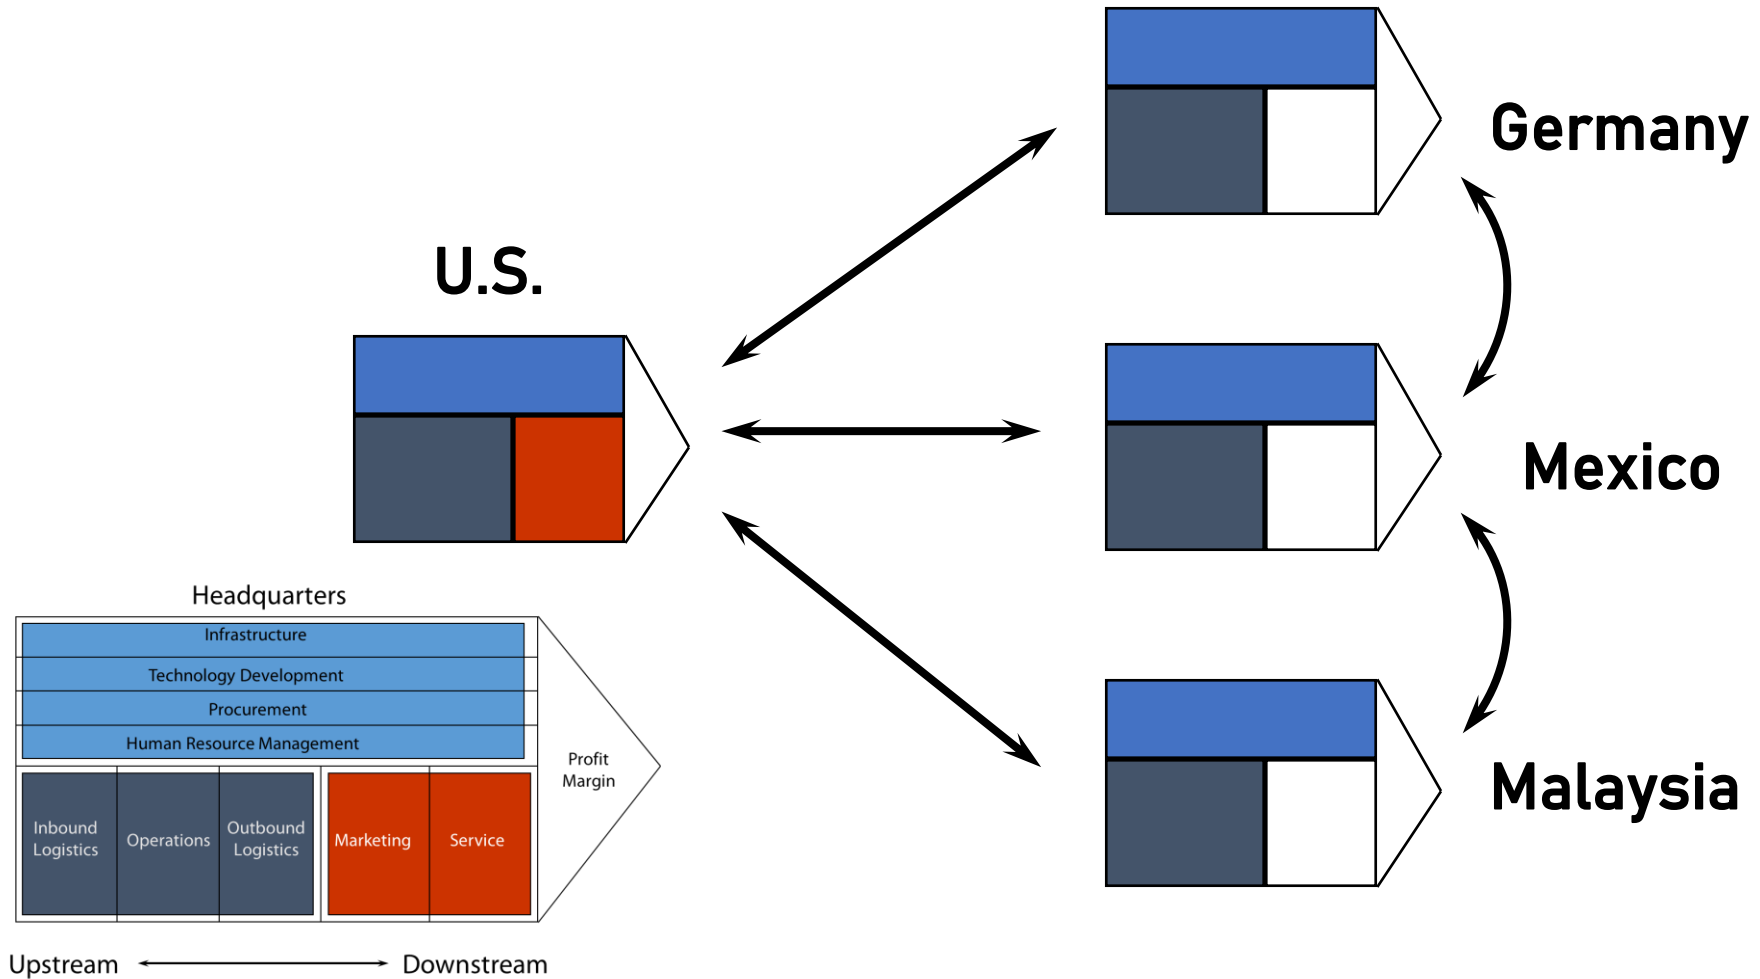 Germany
U.S.
Mexico
Headquarters
Infrastructure
Technology Development
Procurement
Human Resource Management
Profit
Margin
Inbound
Logistics
Operations
Outbound
Logistics
Marketing
Service
Malaysia
Upstream
Downstream